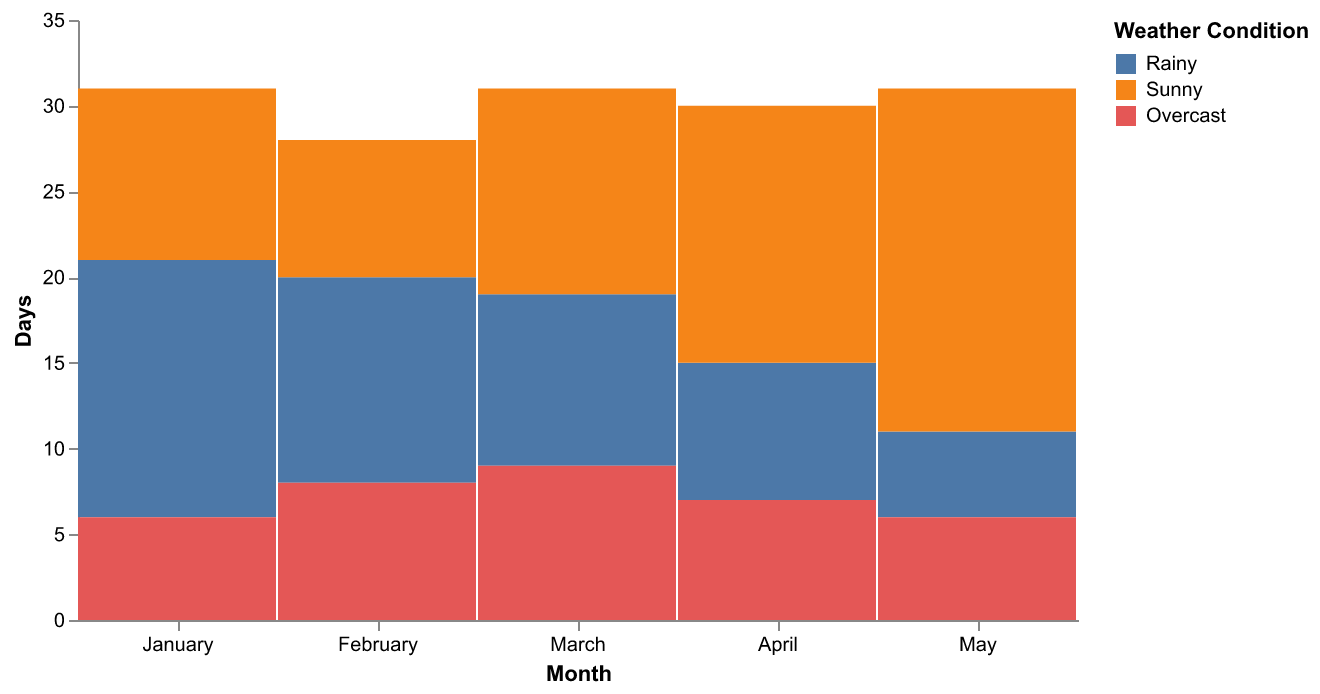 35
30
25
20
15
10
5
0
Days
January
February
March
April
May
Month
Weather Condition
Rainy
Sunny
Overcast